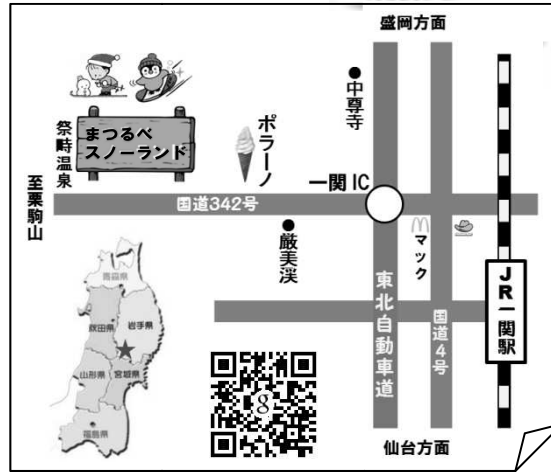 盛岡方面
中尊寺
まつるべ
スノーランド
祭畤温泉
ポラーノ
一関IC
至栗駒山
国道342号
厳美渓
マック
東北自動車道
国道4号
JR一関駅
青森県
秋田県
岩手県
山形県
宮城県
福島県
g
仙台方面